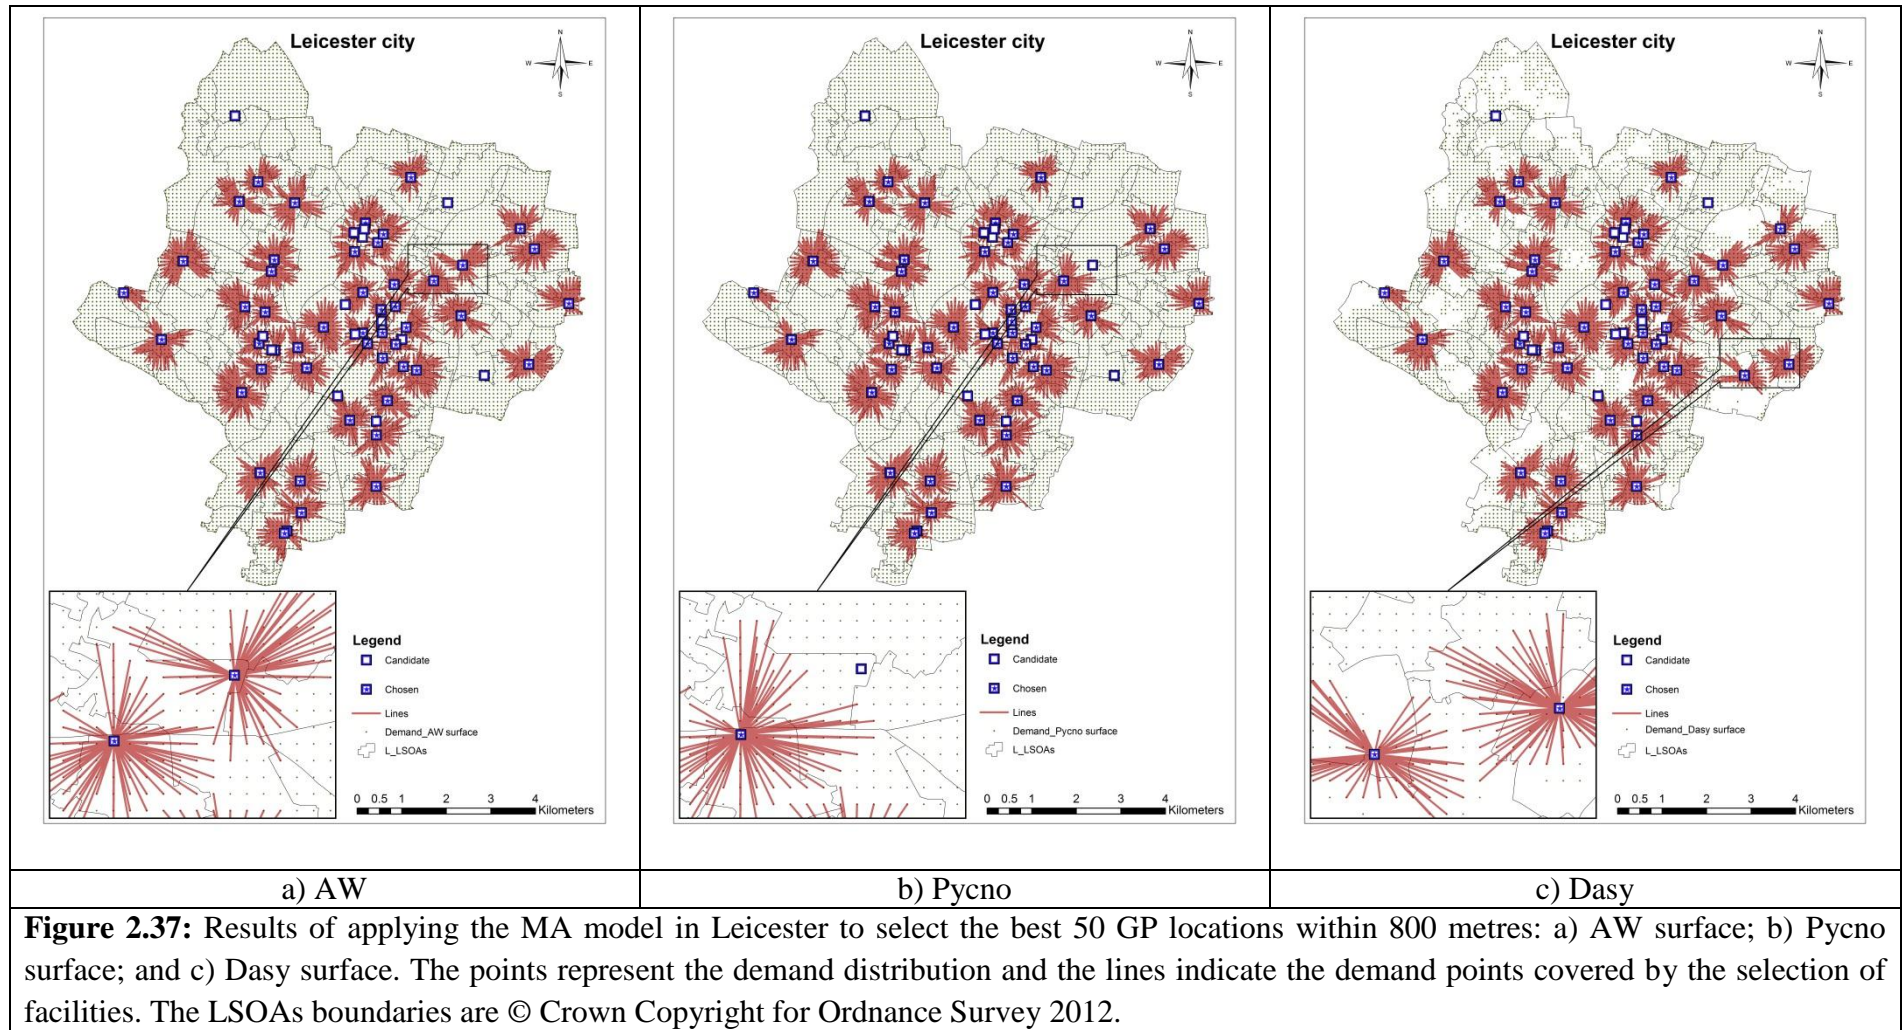 Leicester city
N
W E
S
Legend
Candidate
Chosen
Lines
Demand_AW surface
L_LSOAs
0 0.5 1 2 3 4
Kilometers
Leicester city
N
W E
S
Legend
Candidate
Chosen
Lines
Demand_Pycno surface
L_LSOAs
0 0.5 1 2 3 4
Kilometers
Leicester city
N
W E
S
Legend
Candidate
Chosen
Lines
Demand_Dasy surface
L_LSOAs
0 0.5 1 2 3 4
Kilometers
a) AW
b) Pycno
c) Dasy
Figure 2.37: Results of applying the MA model in Leicester to select the best 50 GP locations within 800 metres: a) AW surface; b) Pycno
surface; and c) Dasy surface. The points represent the demand distribution and the lines indicate the demand points covered by the selection of
facilities. The LSOAs boundaries are © Crown Copyright for Ordnance Survey 2012.